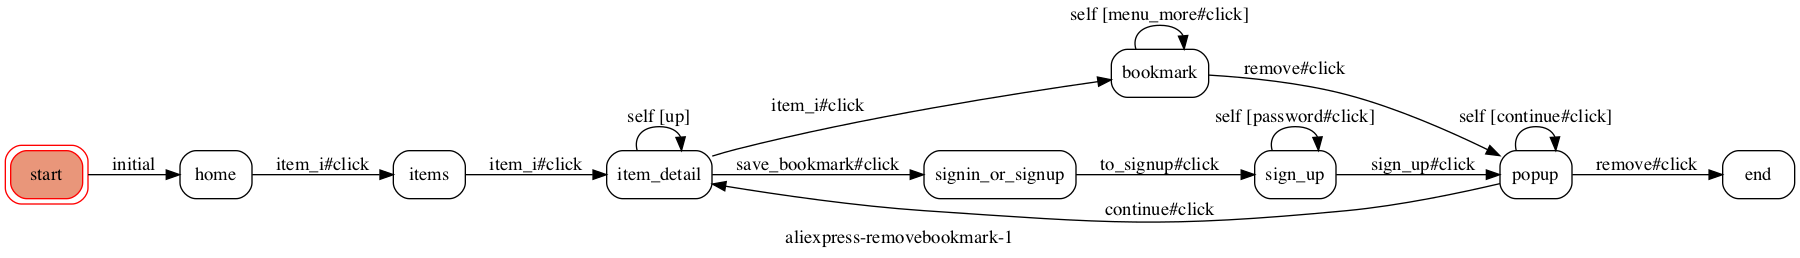 self [menu_more#click]
bookmark
remove#click
item_i#click
self [up]
self [password#click]
self [continue#click]
start
initial
home
item_i#click
items
item_i#click
item_detail
save_bookmark#click
signin_or_signup
to_signup#click
sign_up
sign_up#click
popup
remove#click
end
continue#click
aliexpress-removebookmark-1